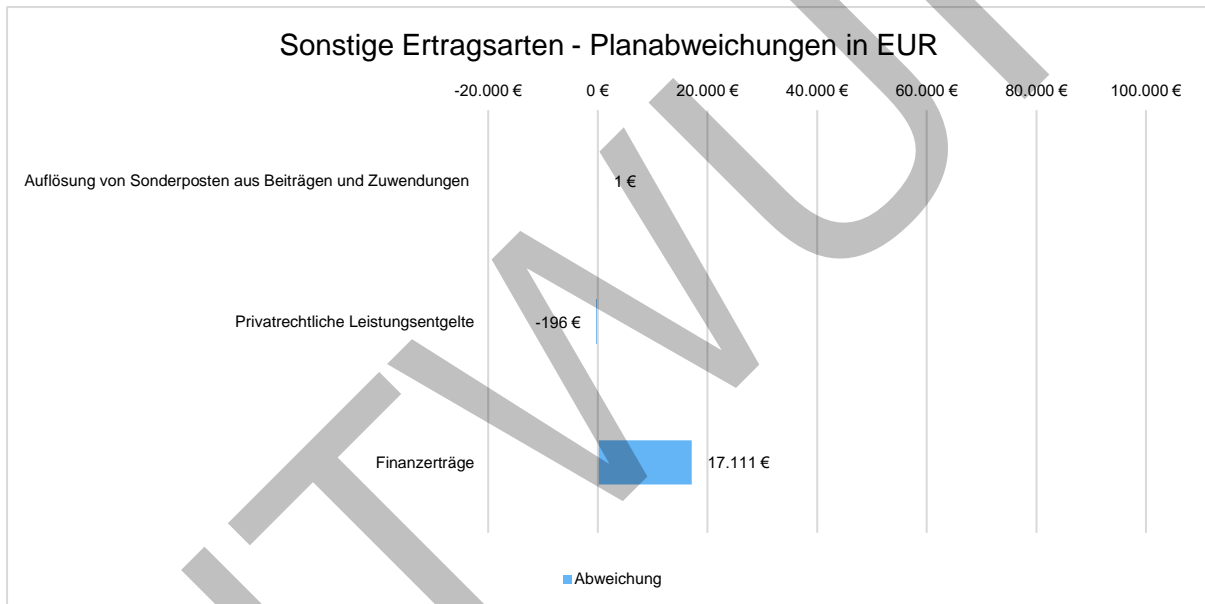 Sonstige Ertragsarten - Planabweichungen in EUR
-20.000 € 0 € 20.000 € 40.000 € 60.000 € 80.000 € 100.000 €
Auflösung von Sonderposten aus Beiträgen und Zuwendungen 1 €
Privatrechtliche Leistungsentgelte -196 €
Finanzerträge 17.111 €
Abweichung